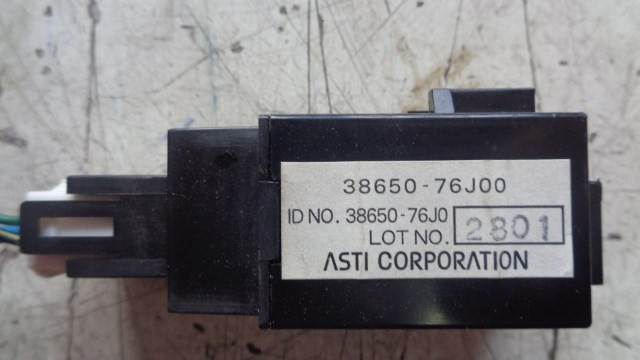 38650-76J00
ID NO. 38650-76J0
LOT NO. 2801
ASTI CORPORATION